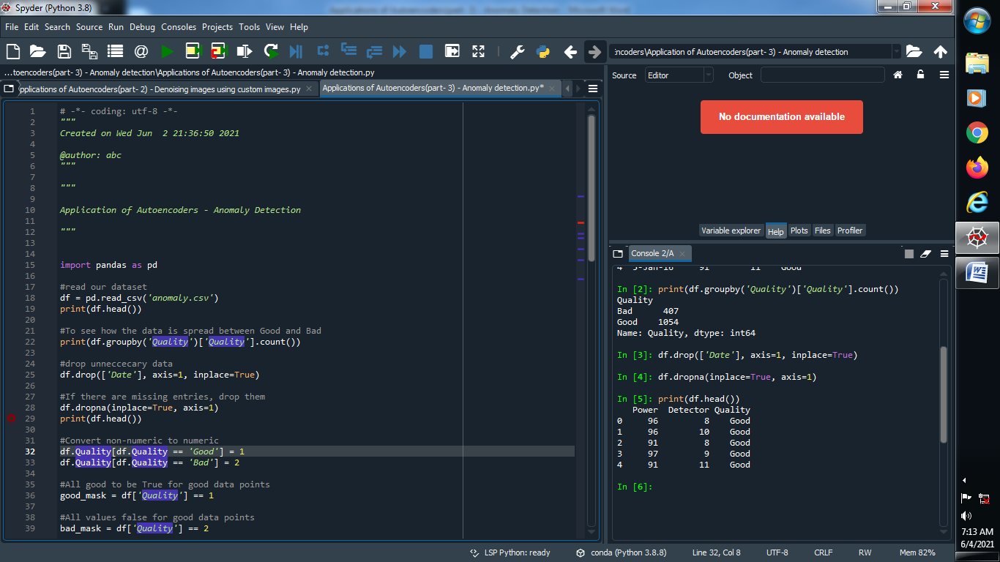 Spyder (Python 3.8)
File Edit Search Source Run Debug Consoles Projects Tools View Help
:ncoders\Application of Autoencoders(part- 3) - Anomaly detection
...toencoders(part- 3) - Anomaly detection\Applications of Autoencoders(part- 3) - Anomaly detection.py
Source Editor Object
pplications of Autoencoders(part- 2) - Denoising images using custom images.py
Applications of Autoencoders(part- 3) - Anomaly detection.py*
No documentation available
1 # -*- coding: utf-8 -*-
2 """
3 Created on Wed Jun  2 21:36:50 2021
4
5 @author: abc
6 """
7
8 """
9
10 Application of Autoencoders - Anomaly Detection
11
12 """
13
14
15 import pandas as pd
16
17 #read our dataset
18 df = pd.read_csv('anomaly.csv')
19 print(df.head())
20
21 #To see how the data is spread between Good and Bad
22 print(df.groupby('Quality')['Quality'].count())
23
24 #drop unneccecary data
25 df.drop(['Date'], axis=1, inplace=True)
26
27 #If there are missing entries, drop them
28 df.dropna(inplace=True, axis=1)
29 print(df.head())
30
31 #Convert non-numeric to numeric
32 df.Quality[df.Quality == 'Good'] = 1
33 df.Quality[df.Quality == 'Bad'] = 2
34
35 #All good to be True for good data points
36 good_mask = df['Quality'] == 1
37
38 #All values false for good data points
39 bad_mask = df['Quality'] == 2
Variable explorer Help Plots Files Profiler
Console 2/A
4 5-Jan-16 91 11 Good
In [2]: print(df.groupby('Quality')['Quality'].count())
Quality
Bad 407
Good 1054
Name: Quality, dtype: int64
In [3]: df.drop(['Date'], axis=1, inplace=True)
In [4]: df.dropna(inplace=True, axis=1)
In [5]: print(df.head())
Power Detector Quality
0 96 8 Good
1 96 10 Good
2 91 8 Good
3 97 9 Good
4 91 11 Good
In [6]:
LSP Python: ready conda (Python 3.8.8) Line 32, Col 8 UTF-8 CRLF RW Mem 82%
7:13 AM
6/4/2021